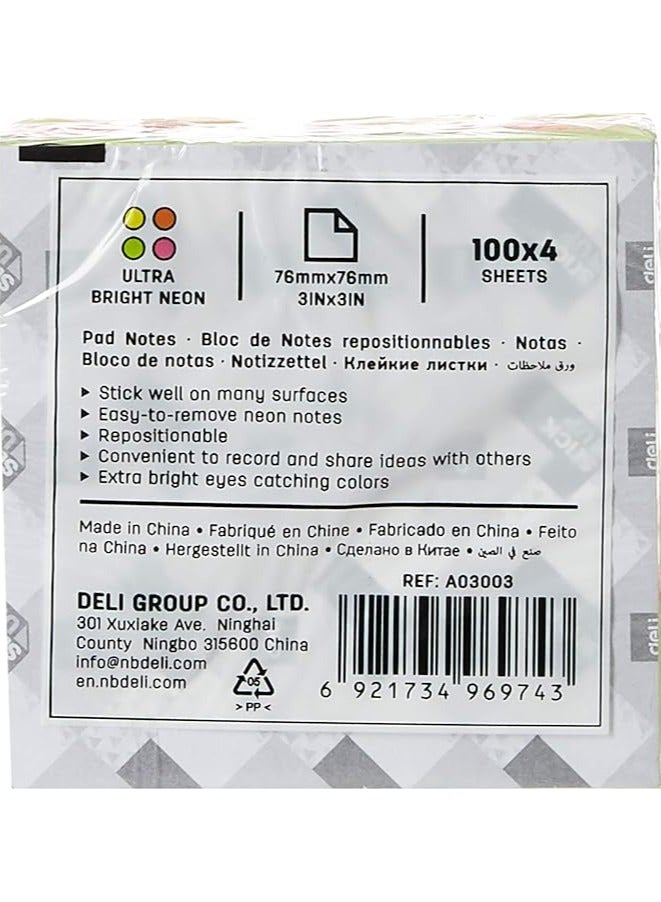 ULTRA
BRIGHT NEON
76mmx76mm
3INx3IN
100x4
SHEETS
Pad Notes · Bloc de Notes repositionnables · Notas ·
Bloco de notas · Notizzettel · Клейкие листки · ورق ملاحظات
Stick well on many surfaces
Easy-to-remove neon notes
Repositionable
Convenient to record and share ideas with others
Extra bright eyes catching colors
Made in China • Fabriqué en Chine • Fabricado en China • Feito
na China • Hergestellt in China • Сделано в Китае • صنع في الصين
REF: A03003
DELI GROUP CO., LTD.
301 Xuxiake Ave. Ninghai
County Ningbo 315600 China
info@nbdeli.com
en.nbdeli.com
05
>PP<
6 921734 969743
deli
deli
deli